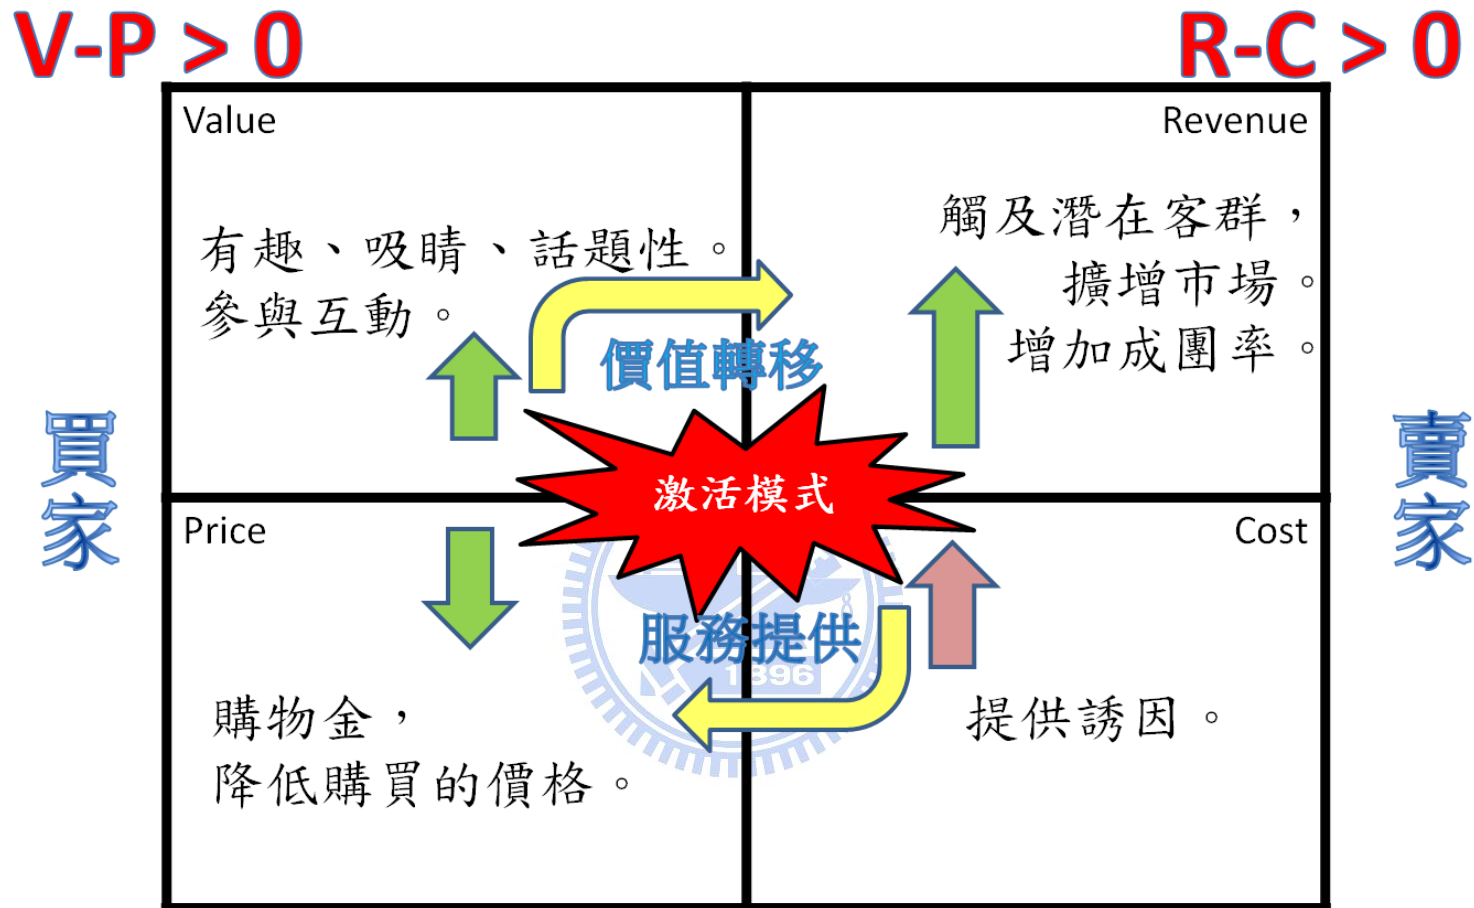 V-P > 0
R-C > 0
Value
Revenue
有趣、吸睛、話題性。
參與互動。
觸及潛在客群，
擴增市場。
增加成團率。
價值轉移
買家
賣家
激活模式
Price
Cost
服務提供
1896
購物金，
降低購買的價格。
提供誘因。